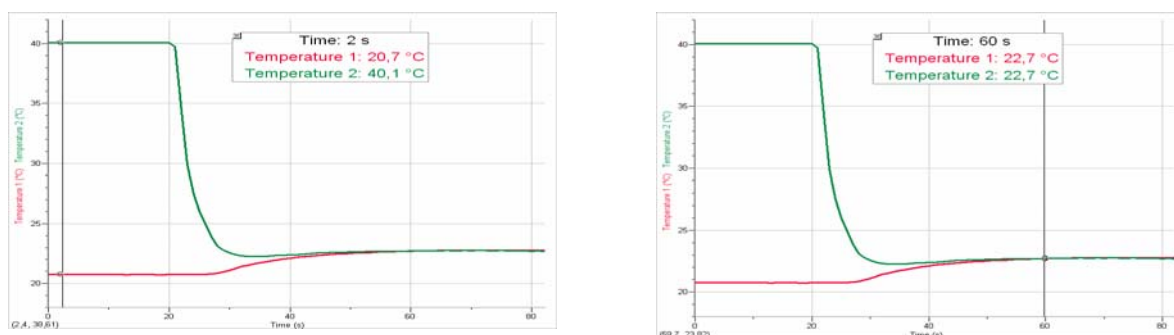 Time: 2 s
Temperature 1: 20,7 °C
Temperature 2: 40,1 °C
40
35
30
25
20
Temperature 1 (°C) Temperature 2 (°C)
0 20 40 60 80
(2,4, 38,61)
Time (s)
Time: 60 s
Temperature 1: 22,7 °C
Temperature 2: 22,7 °C
40
35
30
25
20
Temperature 1 (°C) Temperature 2 (°C)
0 20 40 60 80
Time (s)